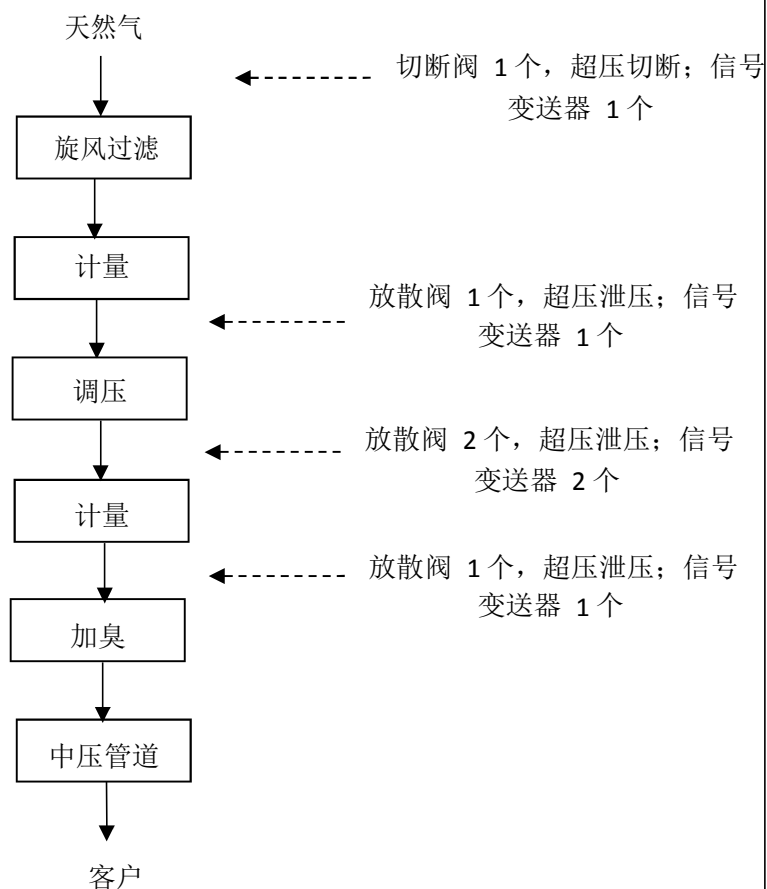 天然气
切断阀 1个，超压切断；信号
变送器 1个
旋风过滤
计量
放散阀 1个，超压泄压；信号
变送器 1个
调压
放散阀 2个，超压泄压；信号
变送器 2个
计量
放散阀 1个，超压泄压；信号
变送器 1个
加臭
中压管道
客户